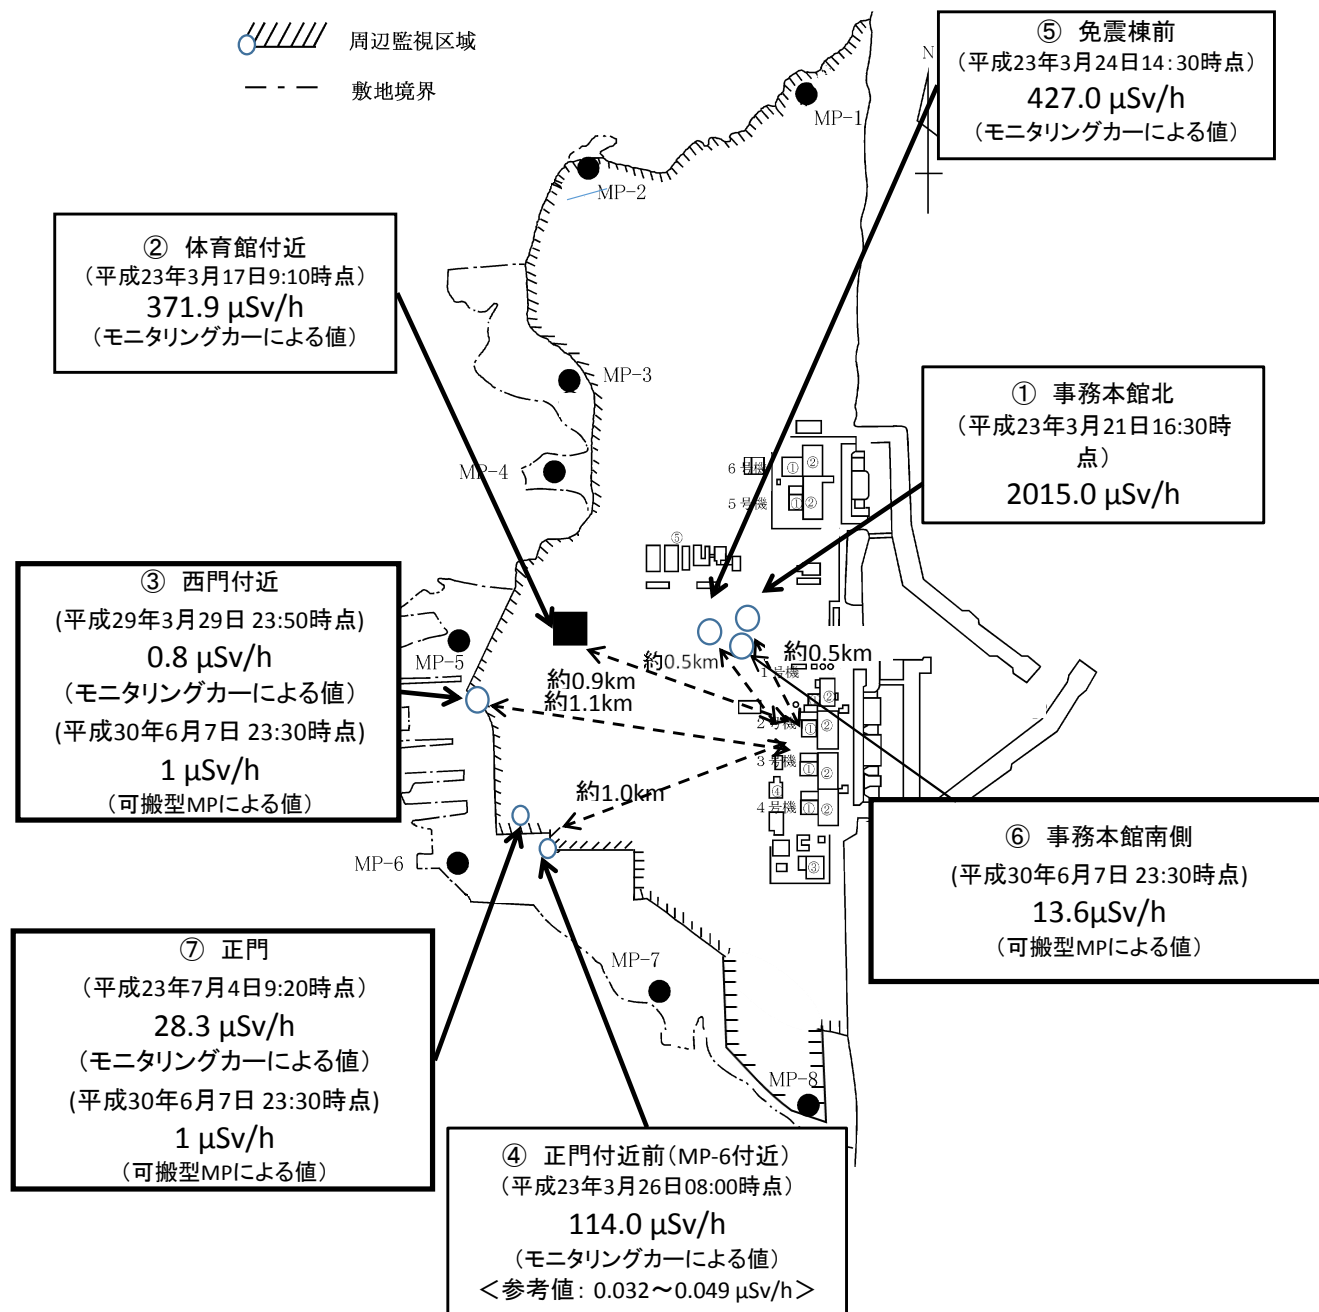 周辺監視区域
敷地境界
⑤ 免震棟前
(平成23年3月24日14:30時点)
427.0 μSv/h
(モニタリングカーによる値)
N
MP-1
MP-2
② 体育館付近
(平成23年3月17日9:10時点)
371.9 μSv/h
(モニタリングカーによる値)
MP-3
① 事務本館北
(平成23年3月21日16:30時
点)
2015.0 μSv/h
MP-4
6号機
①
②
5号機
①
②
⑤
③ 西門付近
(平成29年3月29日 23:50時点)
0.8 μSv/h
(モニタリングカーによる値)
(平成30年6月7日 23:30時点)
1 μSv/h
(可搬型MPによる値)
MP-5
約0.5km
約0.5km
約0.9km
約1.1km
1号機
②
2号機
①
②
3号機
①
②
約1.0km
④
4号機
①
②
③
MP-6
⑥ 事務本館南側
(平成30年6月7日 23:30時点)
13.6μSv/h
(可搬型MPによる値)
⑦ 正門
(平成23年7月4日9:20時点)
28.3 μSv/h
(モニタリングカーによる値)
(平成30年6月7日 23:30時点)
1 μSv/h
(可搬型MPによる値)
MP-7
MP-8
④ 正門付近前(MP-6付近)
(平成23年3月26日08:00時点)
114.0 μSv/h
(モニタリングカーによる値)
<参考値: 0.032～0.049 μSv/h>